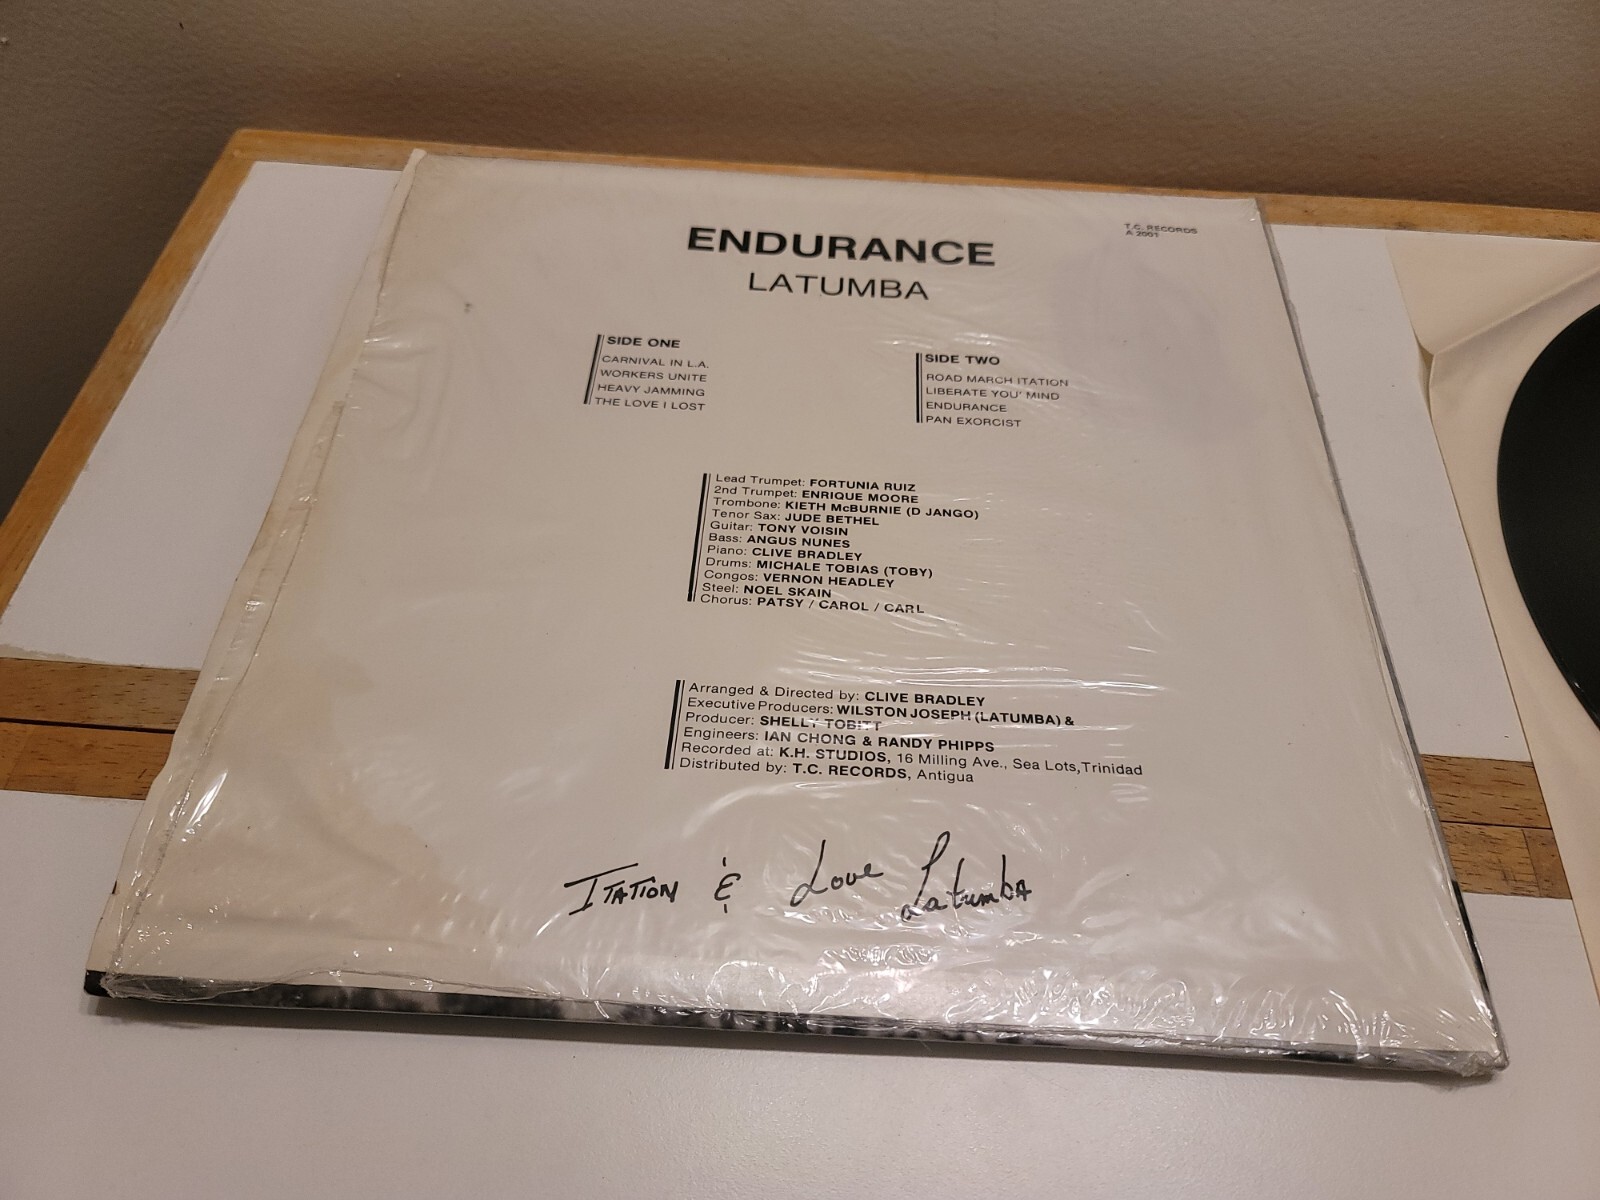 ENDURANCE
LATUMBA
T.C. RECORDS
A 2001
SIDE ONE
CARNIVAL IN L.A.
WORKERS UNITE
HEAVY JAMMING
THE LOVE I LOST
SIDE TWO
ROAD MARCH ITATION
LIBERATE YOU' MIND
ENDURANCE
PAN EXORCIST
Lead Trumpet: FORTUNIA RUIZ
2nd Trumpet: ENRIQUE MOORE
Trombone: KIETH McBURNIE (D JANGO)
Tenor Sax: JUDE BETHEL
Guitar: TONY VOISIN
Bass: ANGUS NUNES
Piano: CLIVE BRADLEY
Drums: MICHALE TOBIAS (TOBY)
Congos: VERNON HEADLEY
Steel: NOEL SKAIN
Chorus: PATSY / CAROL / CARL
Arranged & Directed by: CLIVE BRADLEY
Executive Producers: WILSTON JOSEPH (LATUMBA) &
Producer: SHELLY TOBITT
Engineers: IAN CHONG & RANDY PHIPPS
Recorded at: K.H. STUDIOS, 16 Milling Ave., Sea Lots,Trinidad
Distributed by: T.C. RECORDS, Antigua
ITATION & Love Latumba